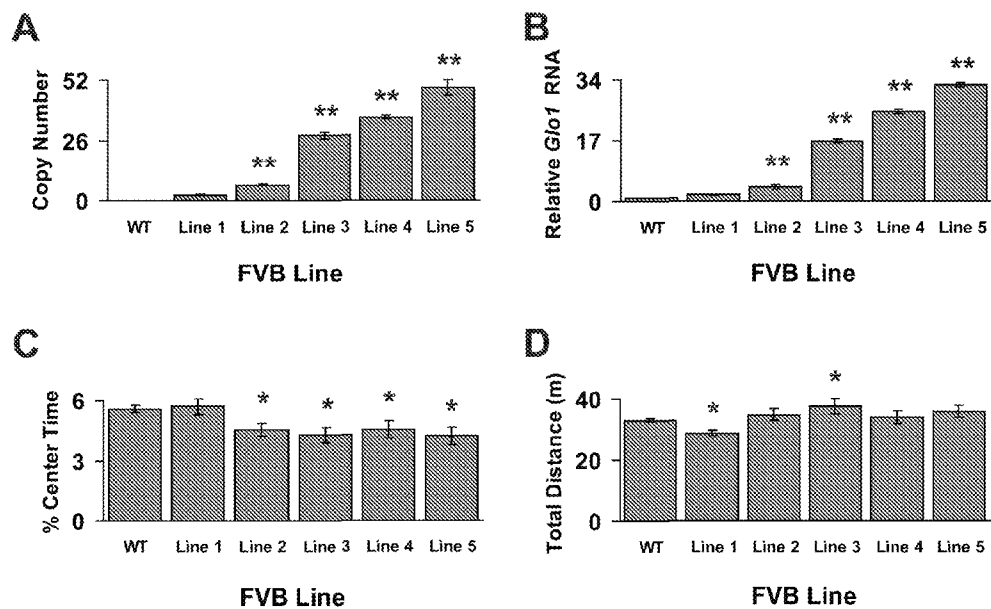 A
Copy Number
52
26
0
**
**
**
**
WT Line 1 Line 2 Line 3 Line 4 Line 5
FVB Line
B
Relative Glo1 RNA
34
17
0
**
**
**
**
WT Line 1 Line 2 Line 3 Line 4 Line 5
FVB Line
C
% Center Time
6
3
0
* * * *
WT Line 1 Line 2 Line 3 Line 4 Line 5
FVB Line
D
Total Distance (m)
40
20
0
* *
WT Line 1 Line 2 Line 3 Line 4 Line 5
FVB Line